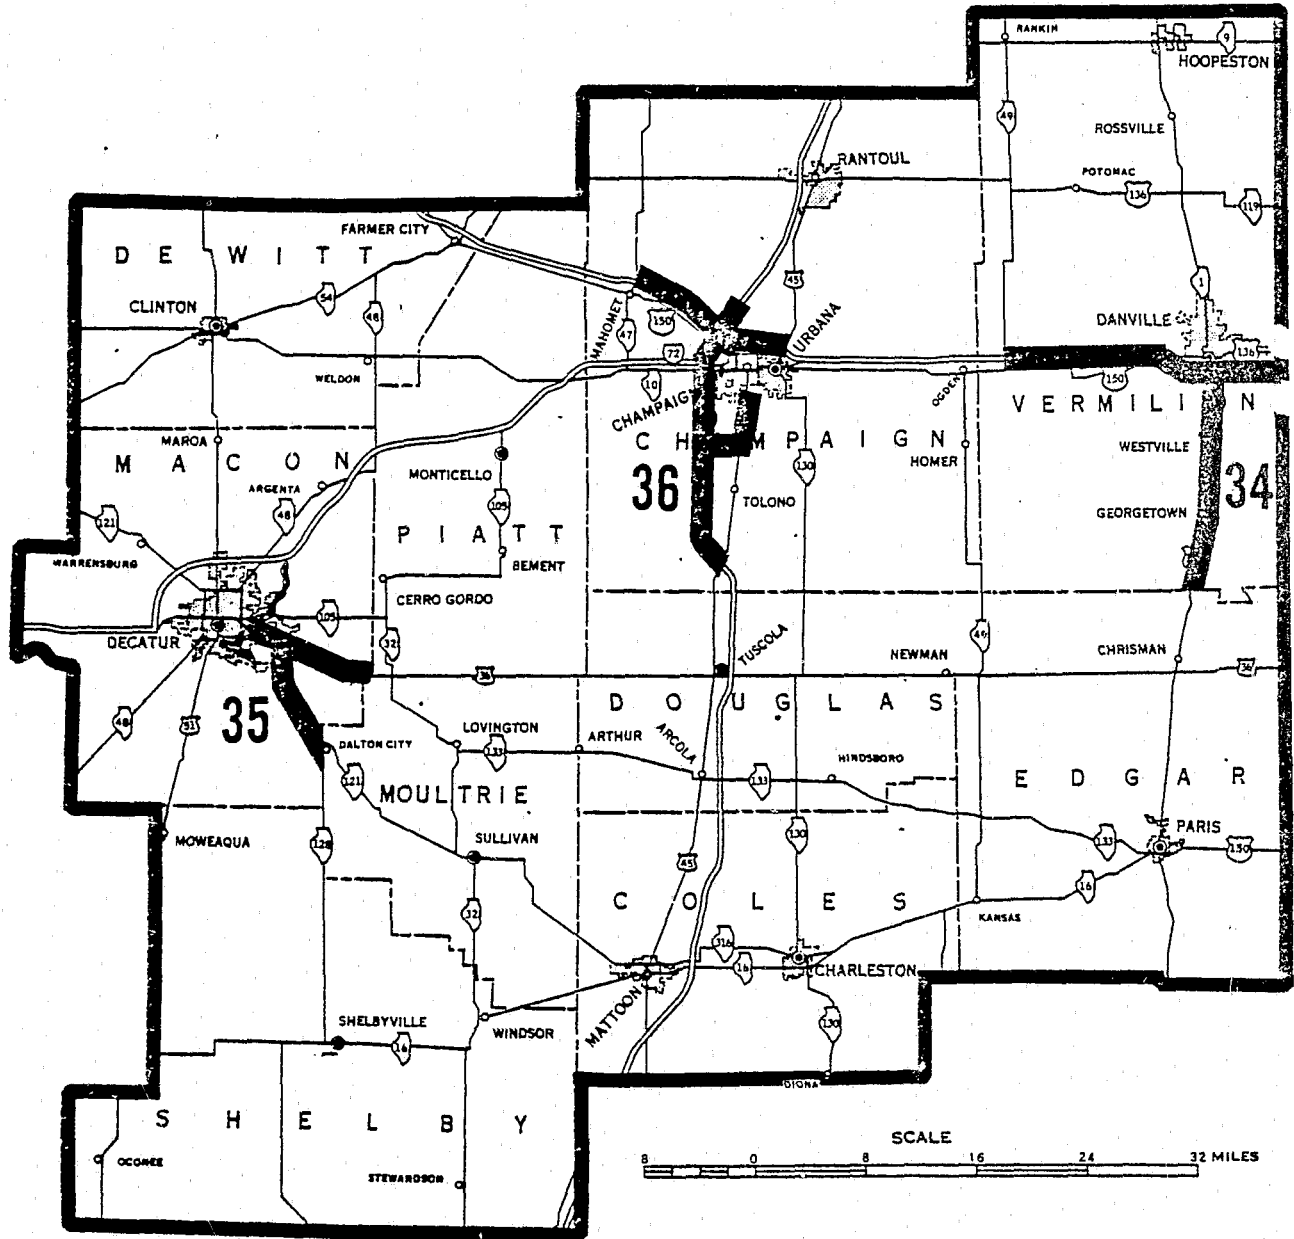 RANKIN
9
HOOPESTON
49
ROSSVILLE
POTOMAC
136
119
RANTOUL
FARMER CITY
DE WITT
CLINTON
54
48
45
1
MAHOMET
150
47
URBANA
DANVILLE
136
72
WELDON
10
OGDEN
150
CHAMPAIGN
VERMILI N
CH MPAIGN
MAROA
HOMER
WESTVILLE
MACON
130
MONTICELLO
36
34
ARGENTA
48
105
TOLONO
GEORGETOWN
121
PIATT
WARRENSBURG
BEMENT
CERRO GORDO
105
DECATUR
32
49
TUSCOLA
NEWMAN
CHRISMAN
36
36
35
48
51
DOUGLAS
LOVINGTON
ARTHUR
ARCOLA
DALTON CITY
133
HINDSBORO
121
133
EDGAR
MOULTRIE
PARIS
MOWEAQUA
SULLIVAN
128
130
133
150
45
16
COLES
32
KANSAS
316
16
CHARLESTON
MATTOON
SHELBYVILLE
WINDSOR
130
16
DIONA
SHELBY
SCALE
8 0 8 16 24 32 MILES
OCONEE
STEWARDSON